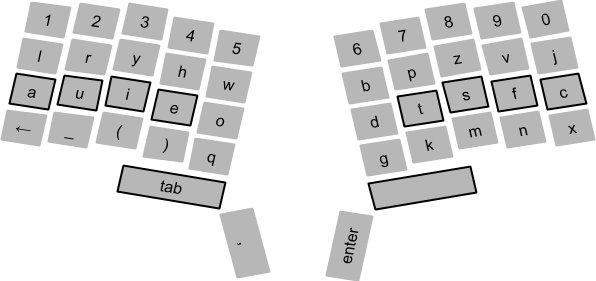 1 2 3 4 5 6 7 8 9 0
l r y h w b p z v j
a u i e o d t s f c
← _ ( ) q g k m n x
tab
enter